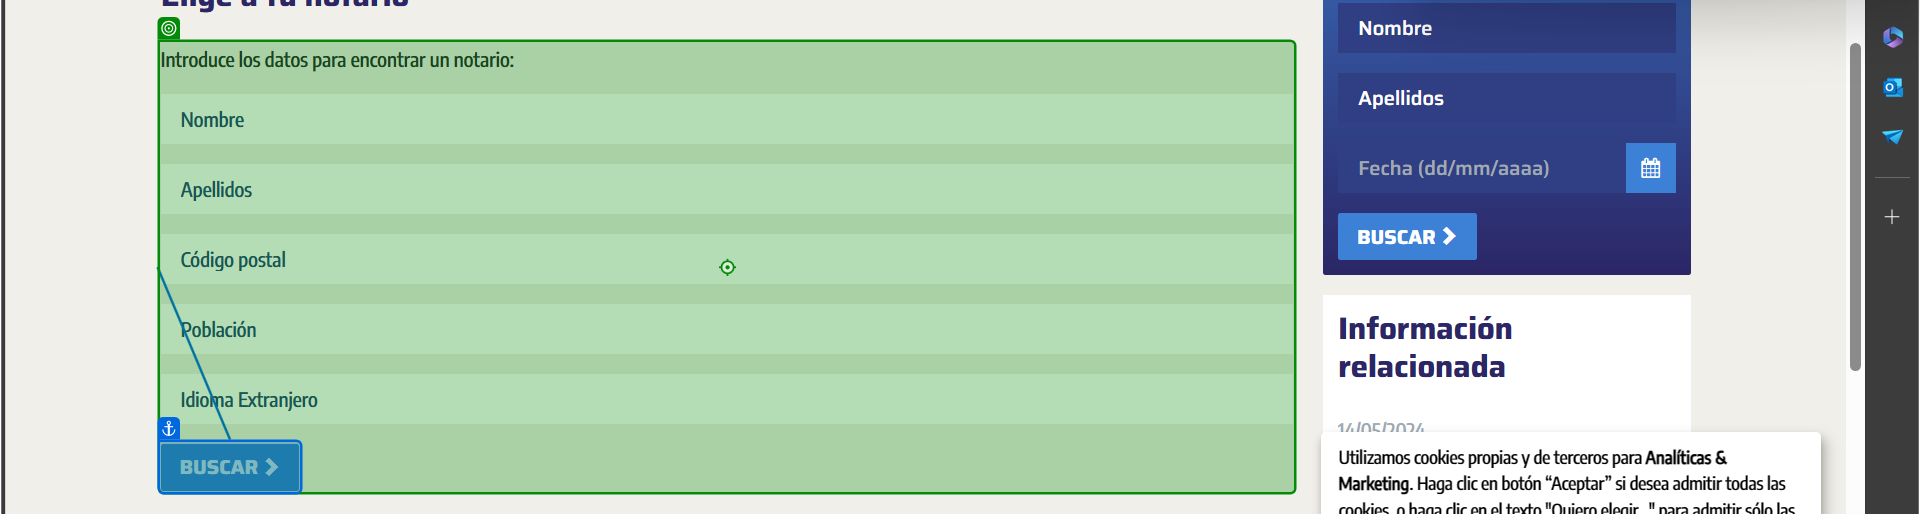 Elige a tu notario
Introduce los datos para encontrar un notario:
Nombre
Apellidos
Código postal
Población
Idioma Extranjero
BUSCAR
Nombre
Apellidos
Fecha (dd/mm/aaaa)
BUSCAR
Información
relacionada
14/05/2024
Utilizamos cookies propias y de terceros para Analíticas &
Marketing. Haga clic en botón “Aceptar” si desea admitir todas las
cookies, o haga clic en el texto "Quiero elegir..." para admitir sólo las